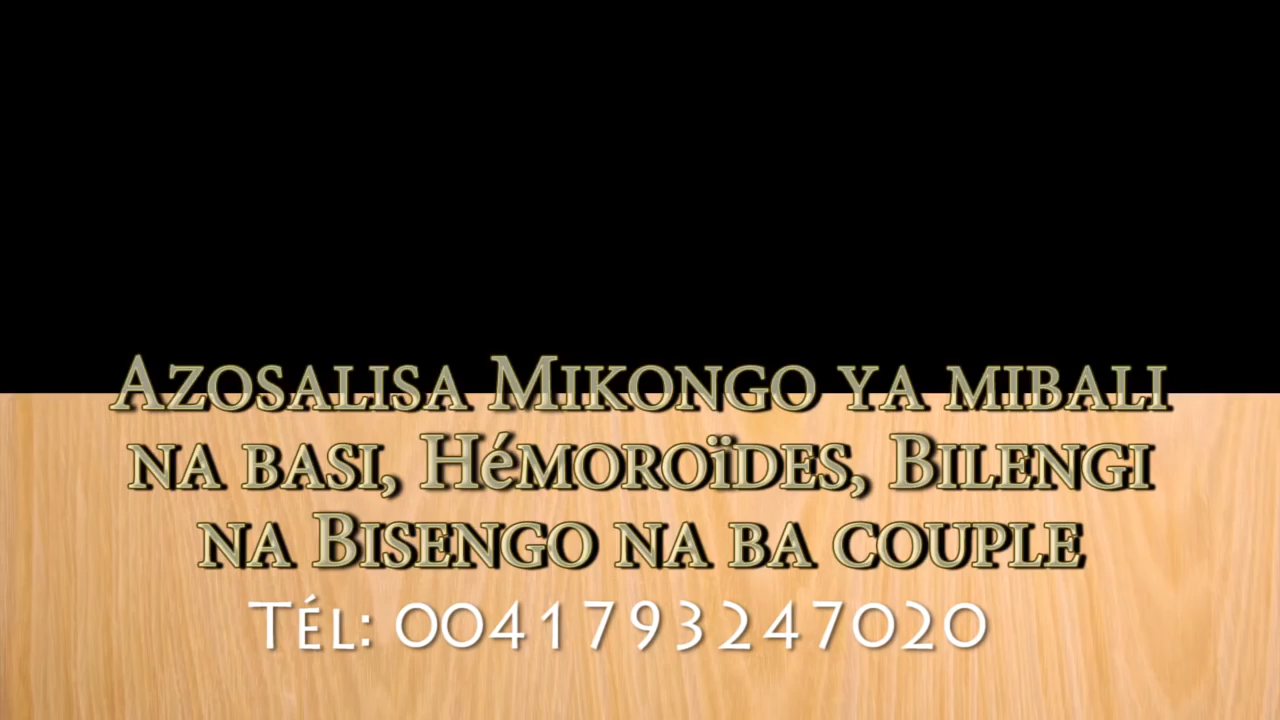 Azosalisa Mikongo ya mibali
na basi, Hémoroïdes, Bilengi
na Bisengo na ba couple
Tél: 0041793247020